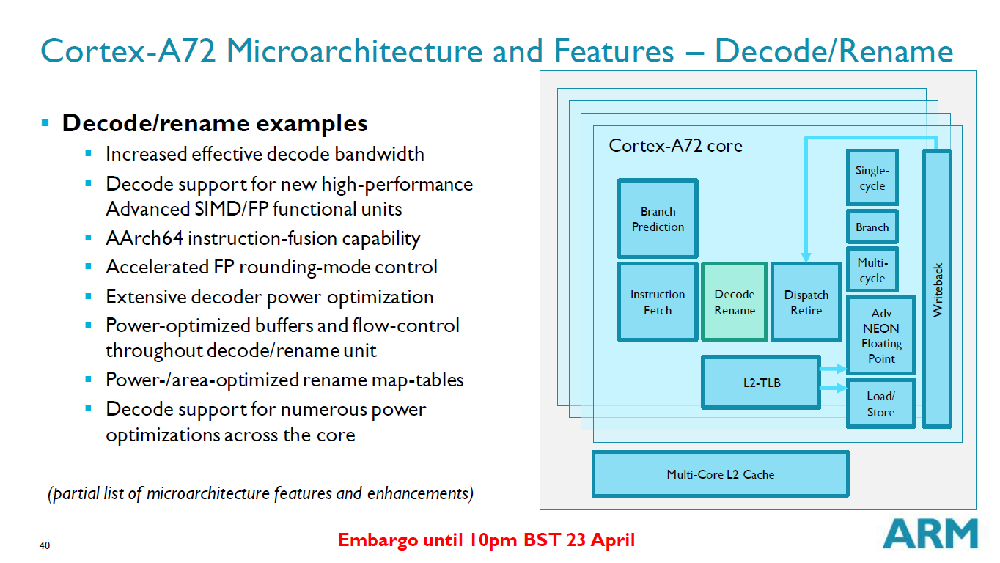 Cortex-A72 Microarchitecture and Features – Decode/Rename
Decode/rename examples
Increased effective decode bandwidth
Decode support for new high-performance
Advanced SIMD/FP functional units
AArch64 instruction-fusion capability
Accelerated FP rounding-mode control
Extensive decoder power optimization
Power-optimized buffers and flow-control
throughout decode/rename unit
Power-/area-optimized rename map-tables
Decode support for numerous power
optimizations across the core
(partial list of microarchitecture features and enhancements)
Cortex-A72 core
Branch
Prediction
Instruction
Fetch
Decode
Rename
Dispatch
Retire
Single-
cycle
Branch
Multi-
cycle
Adv
NEON
Floating
Point
Load/
Store
Writeback
L2-TLB
Multi-Core L2 Cache
40
Embargo until 10pm BST 23 April
ARM